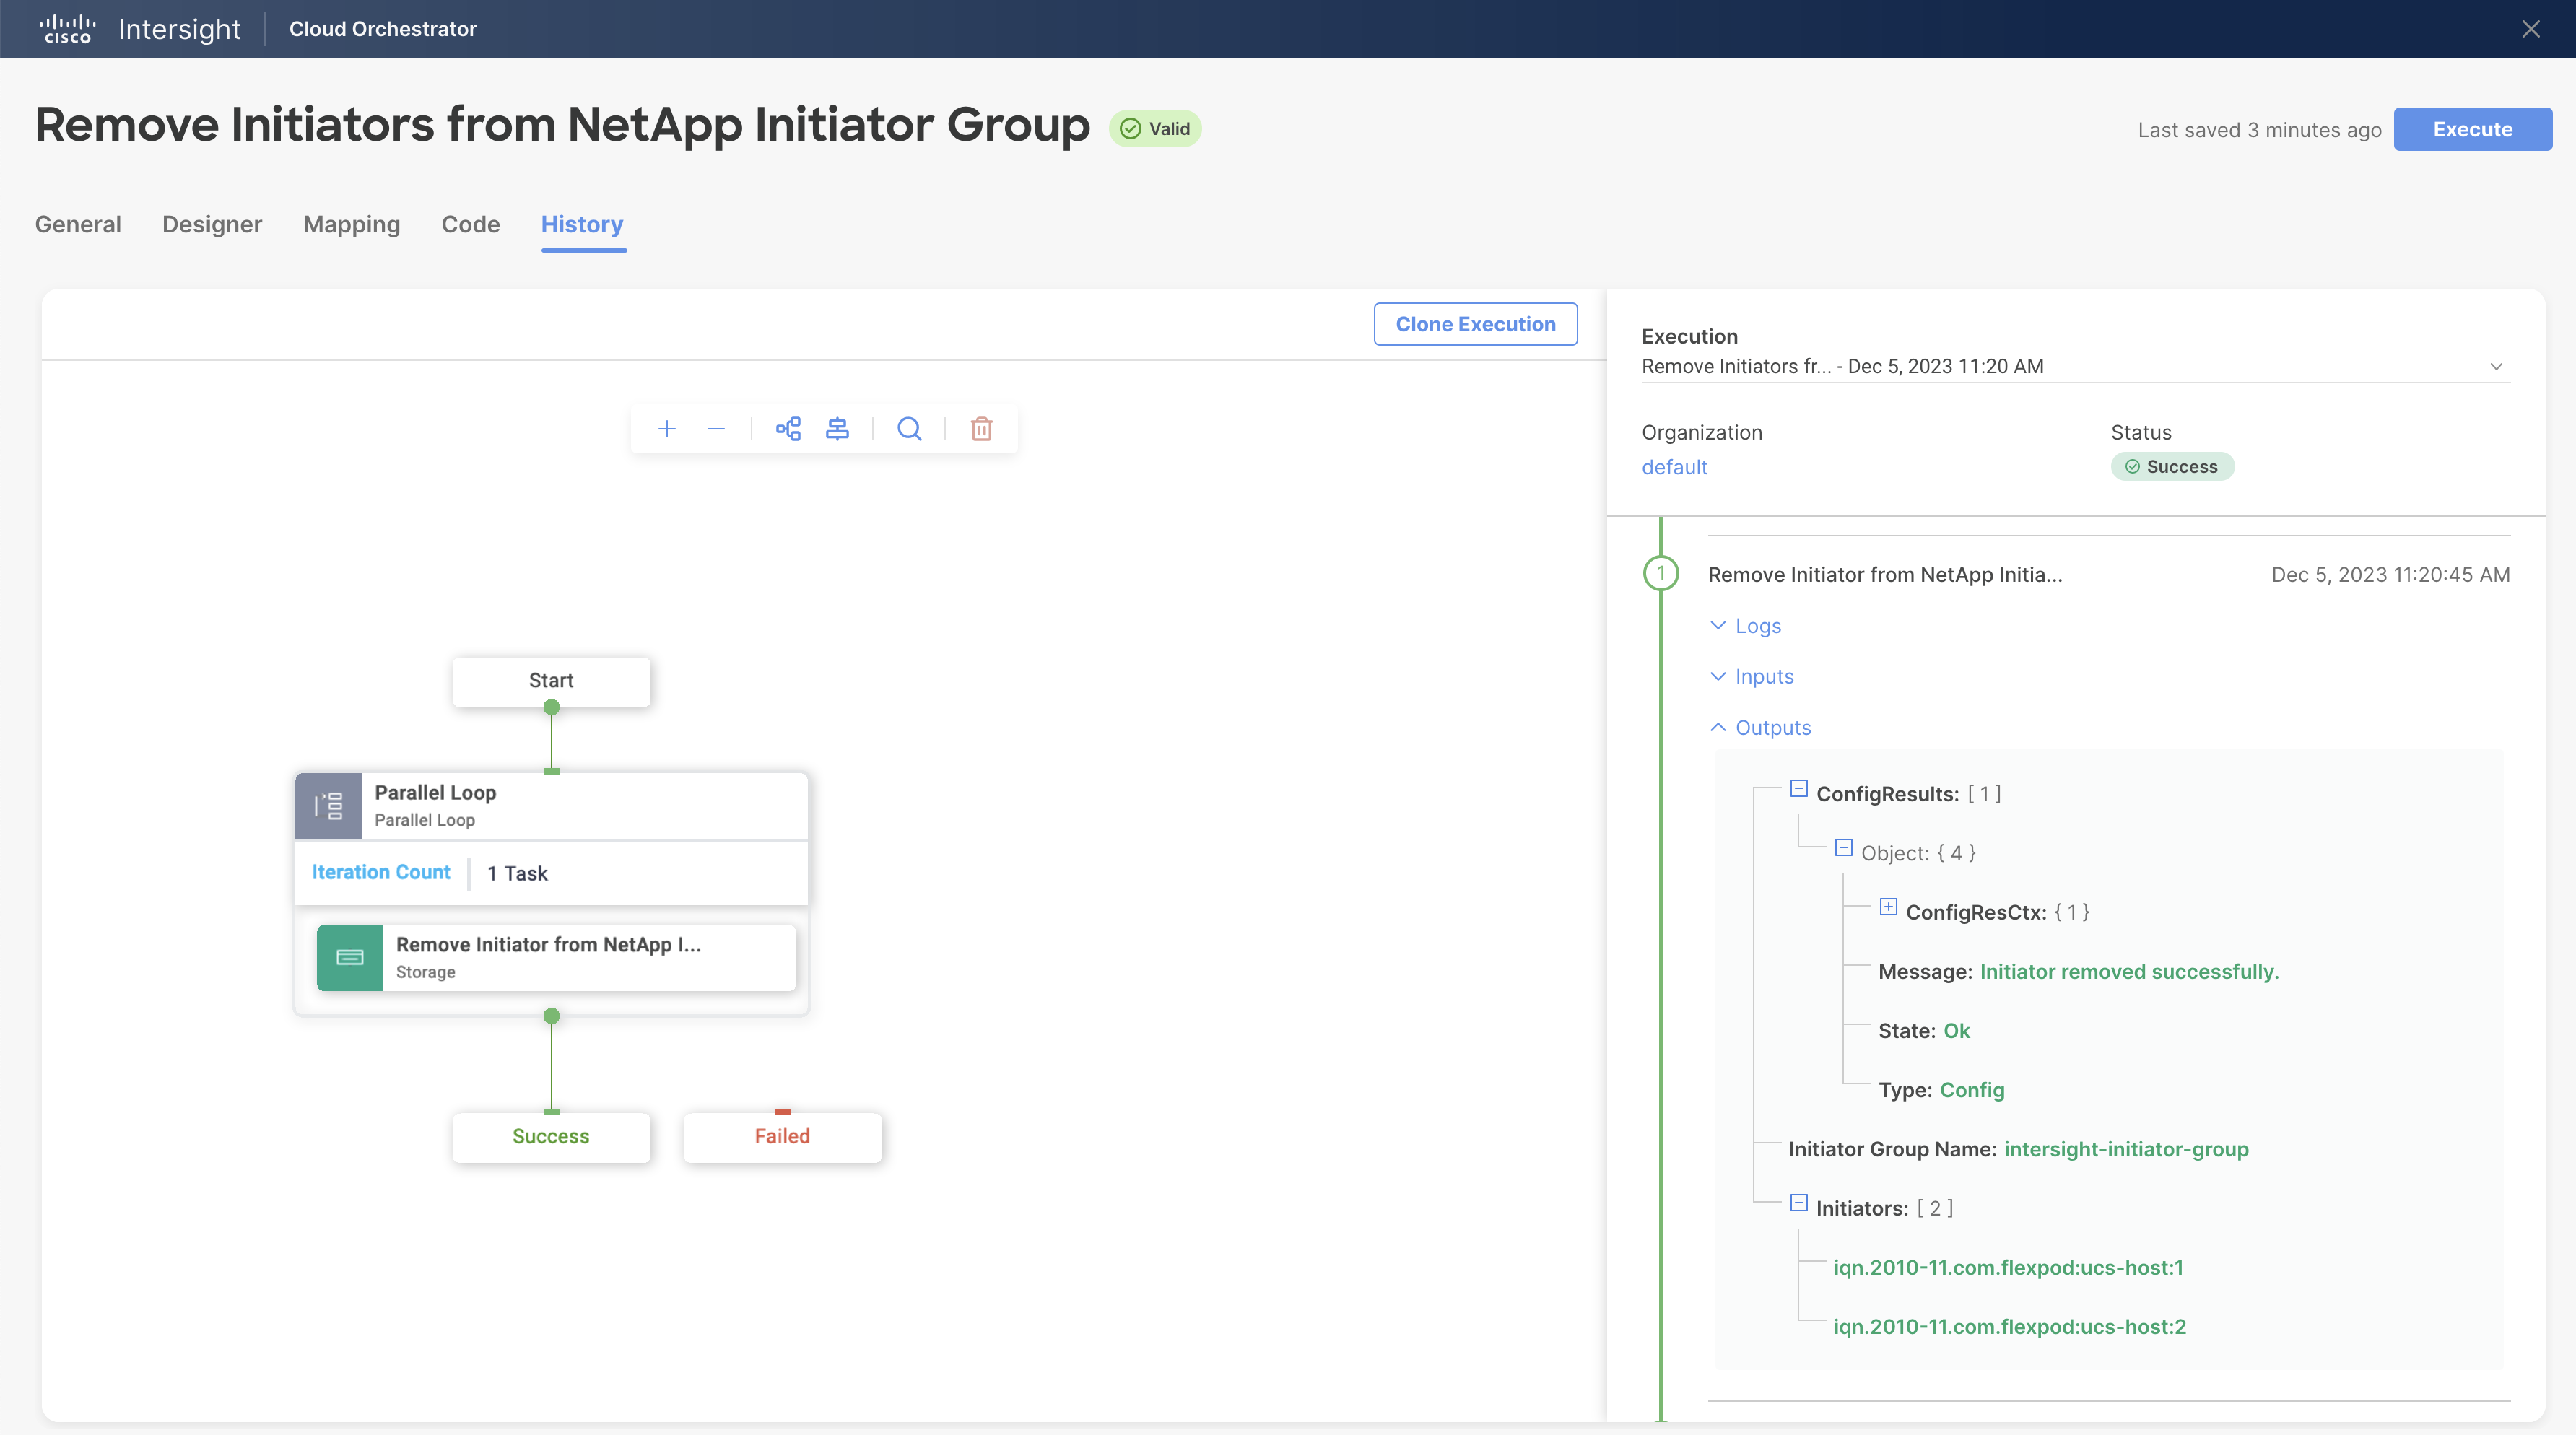 cisco Intersight Cloud Orchestrator
Remove Initiators from NetApp Initiator Group Valid
Last saved 3 minutes ago Execute
General Designer Mapping Code History
Clone Execution
Start
Parallel Loop
Parallel Loop
Iteration Count 1 Task
Remove Initiator from NetApp I...
Storage
Success Failed
Execution
Remove Initiators fr... - Dec 5, 2023 11:20 AM
Organization Status
default Success
1 Remove Initiator from NetApp Initia... Dec 5, 2023 11:20:45 AM
Logs
Inputs
Outputs
ConfigResults: [ 1 ]
Object: { 4 }
ConfigResCtx: { 1 }
Message: Initiator removed successfully.
State: Ok
Type: Config
Initiator Group Name: intersight-initiator-group
Initiators: [ 2 ]
iqn.2010-11.com.flexpod:ucs-host:1
iqn.2010-11.com.flexpod:ucs-host:2